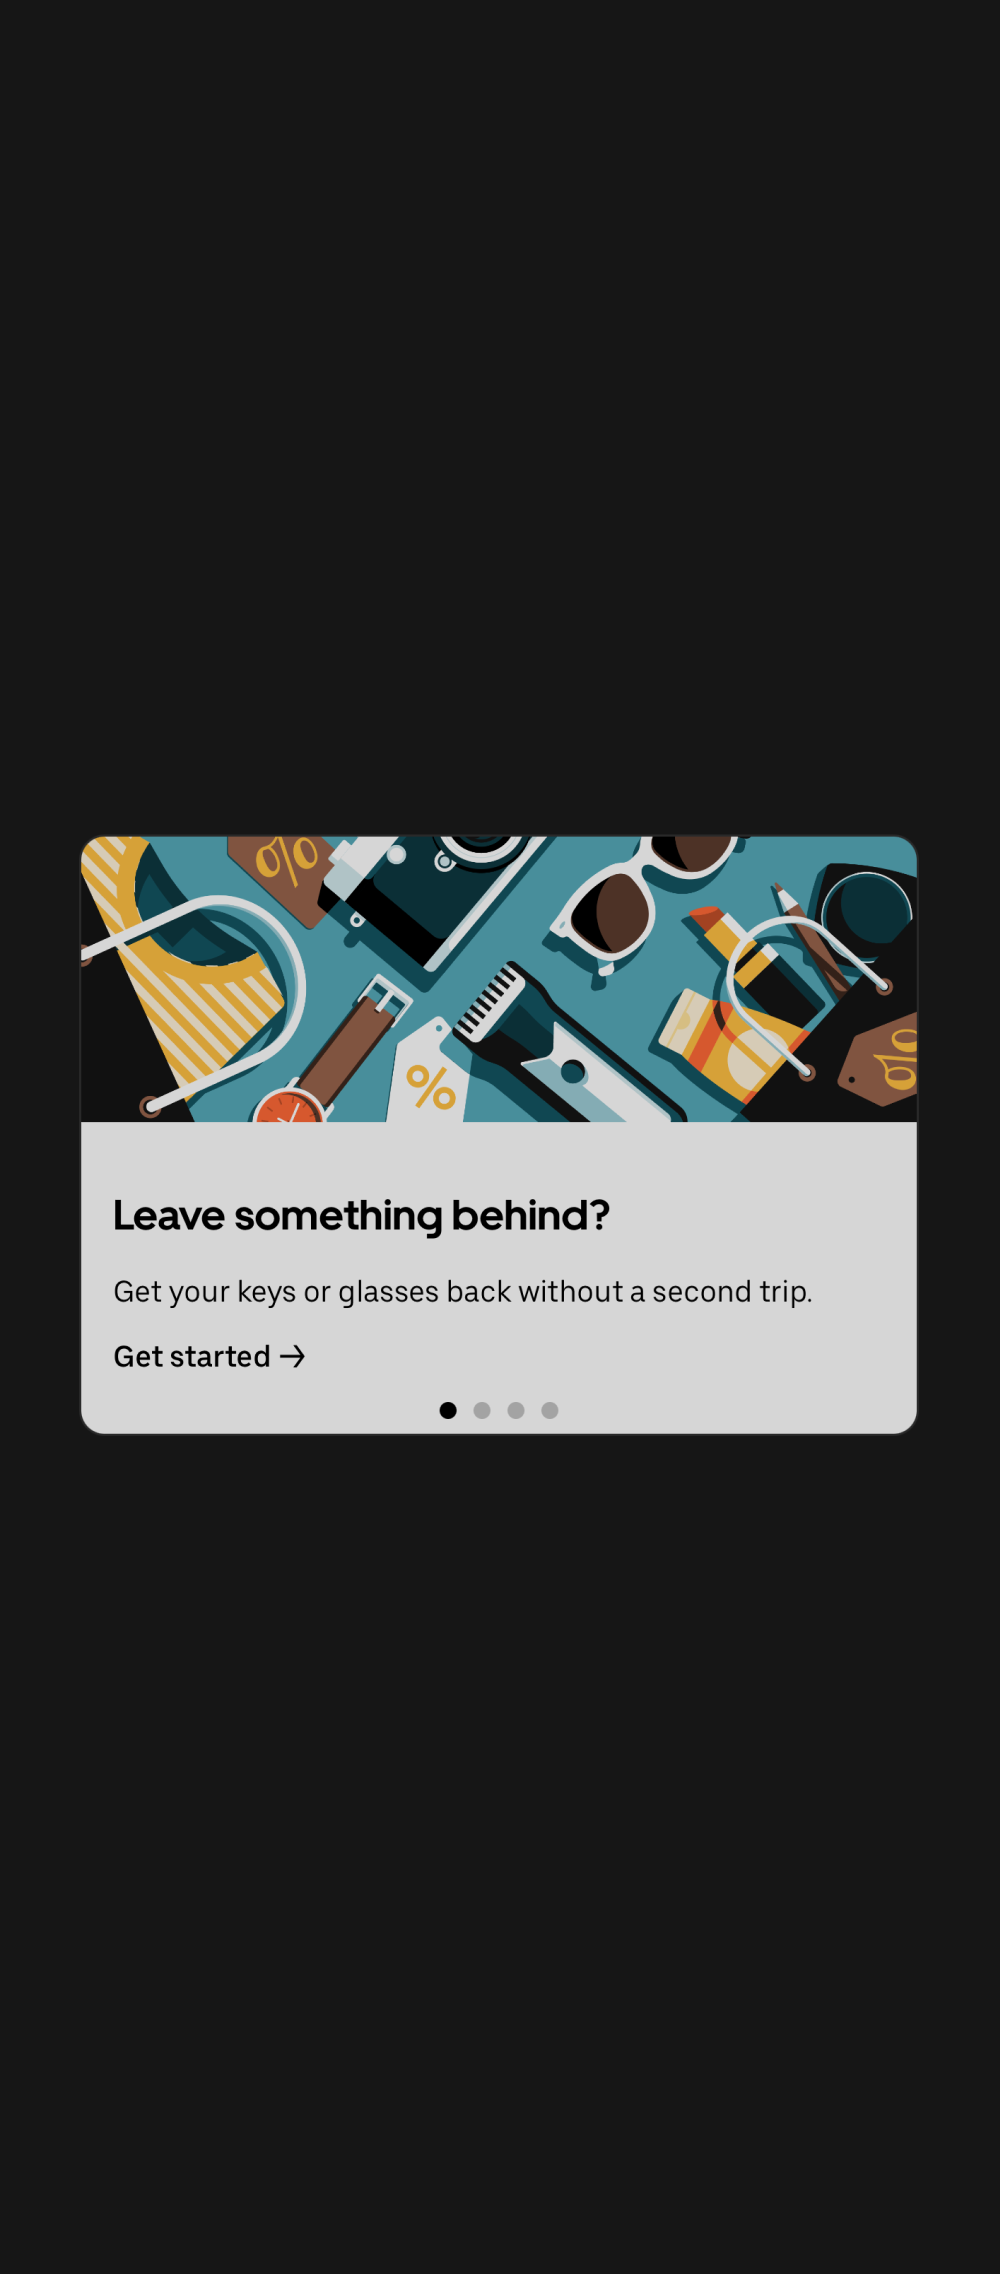 %
%
%
Leave something behind?
Get your keys or glasses back without a second trip.
Get started →